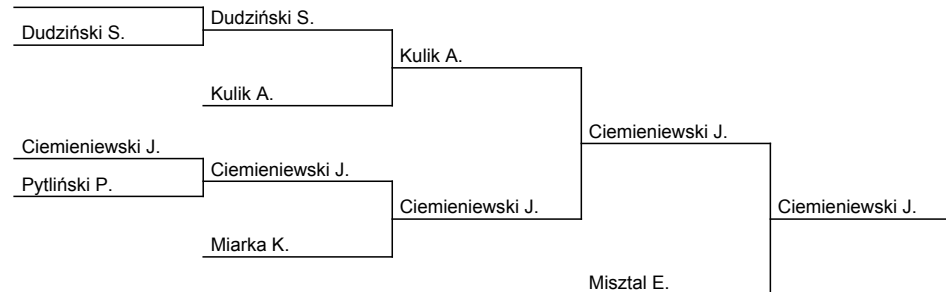 Dudziński S.
Dudziński S.
Kulik A.
Kulik A.
Ciemieniewski J.
Ciemieniewski J.
Ciemieniewski J.
Pytliński P.
Ciemieniewski J.
Ciemieniewski J.
Miarka K.
Misztal E.